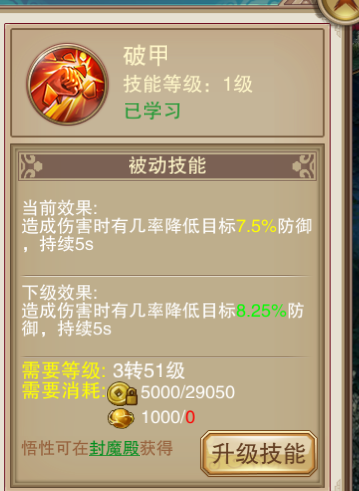 破甲
技能等级：1级
已学习
被动技能
当前效果:
造成伤害时有几率降低目标7.5%防御
，持续5s
下级效果:
造成伤害时有几率降低目标8.25%防
御，持续5s
需要等级: 3转51级
需要消耗: 5000/29050
1000/0
悟性可在封魔殿获得
升级技能